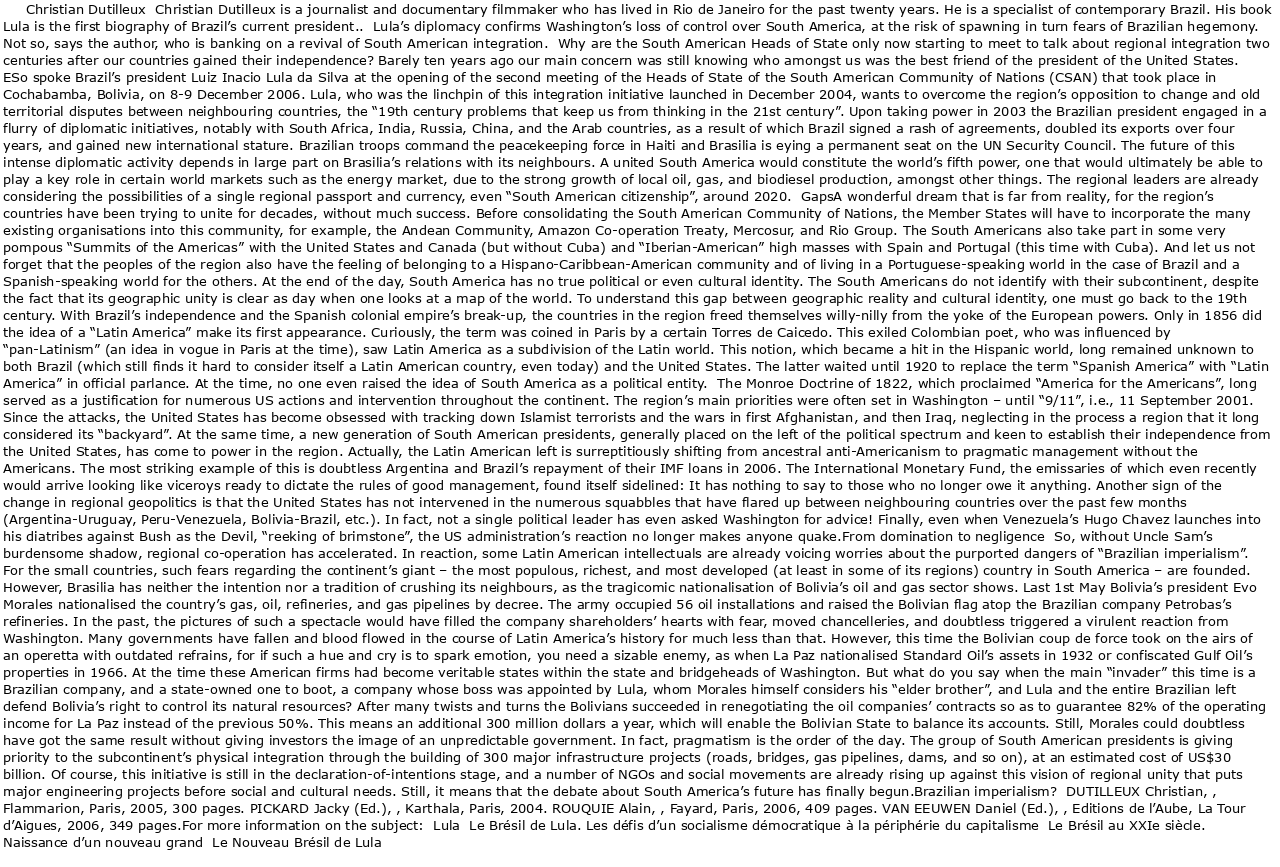 Christian Dutilleux  Christian Dutilleux is a journalist and documentary filmmaker who has lived in Rio de Janeiro for the past twenty years. He is a specialist of contemporary Brazil. His book
Lula is the first biography of Brazil’s current president..  Lula’s diplomacy confirms Washington’s loss of control over South America, at the risk of spawning in turn fears of Brazilian hegemony.
Not so, says the author, who is banking on a revival of South American integration.  Why are the South American Heads of State only now starting to meet to talk about regional integration two
centuries after our countries gained their independence? Barely ten years ago our main concern was still knowing who amongst us was the best friend of the president of the United States.
ESo spoke Brazil’s president Luiz Inacio Lula da Silva at the opening of the second meeting of the Heads of State of the South American Community of Nations (CSAN) that took place in
Cochabamba, Bolivia, on 8-9 December 2006. Lula, who was the linchpin of this integration initiative launched in December 2004, wants to overcome the region’s opposition to change and old
territorial disputes between neighbouring countries, the “19th century problems that keep us from thinking in the 21st century”. Upon taking power in 2003 the Brazilian president engaged in a
flurry of diplomatic initiatives, notably with South Africa, India, Russia, China, and the Arab countries, as a result of which Brazil signed a rash of agreements, doubled its exports over four
years, and gained new international stature. Brazilian troops command the peacekeeping force in Haiti and Brasilia is eying a permanent seat on the UN Security Council. The future of this
intense diplomatic activity depends in large part on Brasilia’s relations with its neighbours. A united South America would constitute the world’s fifth power, one that would ultimately be able to
play a key role in certain world markets such as the energy market, due to the strong growth of local oil, gas, and biodiesel production, amongst other things. The regional leaders are already
considering the possibilities of a single regional passport and currency, even “South American citizenship”, around 2020.  GapsA wonderful dream that is far from reality, for the region’s
countries have been trying to unite for decades, without much success. Before consolidating the South American Community of Nations, the Member States will have to incorporate the many
existing organisations into this community, for example, the Andean Community, Amazon Co-operation Treaty, Mercosur, and Rio Group. The South Americans also take part in some very
pompous “Summits of the Americas” with the United States and Canada (but without Cuba) and “Iberian-American” high masses with Spain and Portugal (this time with Cuba). And let us not
forget that the peoples of the region also have the feeling of belonging to a Hispano-Caribbean-American community and of living in a Portuguese-speaking world in the case of Brazil and a
Spanish-speaking world for the others. At the end of the day, South America has no true political or even cultural identity. The South Americans do not identify with their subcontinent, despite
the fact that its geographic unity is clear as day when one looks at a map of the world. To understand this gap between geographic reality and cultural identity, one must go back to the 19th
century. With Brazil’s independence and the Spanish colonial empire’s break-up, the countries in the region freed themselves willy-nilly from the yoke of the European powers. Only in 1856 did
the idea of a “Latin America” make its first appearance. Curiously, the term was coined in Paris by a certain Torres de Caicedo. This exiled Colombian poet, who was influenced by
“pan-Latinism” (an idea in vogue in Paris at the time), saw Latin America as a subdivision of the Latin world. This notion, which became a hit in the Hispanic world, long remained unknown to
both Brazil (which still finds it hard to consider itself a Latin American country, even today) and the United States. The latter waited until 1920 to replace the term “Spanish America” with “Latin
America” in official parlance. At the time, no one even raised the idea of South America as a political entity.  The Monroe Doctrine of 1822, which proclaimed “America for the Americans”, long
served as a justification for numerous US actions and intervention throughout the continent. The region’s main priorities were often set in Washington – until “9/11”, i.e., 11 September 2001.
Since the attacks, the United States has become obsessed with tracking down Islamist terrorists and the wars in first Afghanistan, and then Iraq, neglecting in the process a region that it long
considered its “backyard”. At the same time, a new generation of South American presidents, generally placed on the left of the political spectrum and keen to establish their independence from
the United States, has come to power in the region. Actually, the Latin American left is surreptitiously shifting from ancestral anti-Americanism to pragmatic management without the
Americans. The most striking example of this is doubtless Argentina and Brazil’s repayment of their IMF loans in 2006. The International Monetary Fund, the emissaries of which even recently
would arrive looking like viceroys ready to dictate the rules of good management, found itself sidelined: It has nothing to say to those who no longer owe it anything. Another sign of the
change in regional geopolitics is that the United States has not intervened in the numerous squabbles that have flared up between neighbouring countries over the past few months
(Argentina-Uruguay, Peru-Venezuela, Bolivia-Brazil, etc.). In fact, not a single political leader has even asked Washington for advice! Finally, even when Venezuela’s Hugo Chavez launches into
his diatribes against Bush as the Devil, “reeking of brimstone”, the US administration’s reaction no longer makes anyone quake.From domination to negligence  So, without Uncle Sam’s
burdensome shadow, regional co-operation has accelerated. In reaction, some Latin American intellectuals are already voicing worries about the purported dangers of “Brazilian imperialism”.
For the small countries, such fears regarding the continent’s giant – the most populous, richest, and most developed (at least in some of its regions) country in South America – are founded.
However, Brasilia has neither the intention nor a tradition of crushing its neighbours, as the tragicomic nationalisation of Bolivia’s oil and gas sector shows. Last 1st May Bolivia’s president Evo
Morales nationalised the country’s gas, oil, refineries, and gas pipelines by decree. The army occupied 56 oil installations and raised the Bolivian flag atop the Brazilian company Petrobas’s
refineries. In the past, the pictures of such a spectacle would have filled the company shareholders’ hearts with fear, moved chancelleries, and doubtless triggered a virulent reaction from
Washington. Many governments have fallen and blood flowed in the course of Latin America’s history for much less than that. However, this time the Bolivian coup de force took on the airs of
an operetta with outdated refrains, for if such a hue and cry is to spark emotion, you need a sizable enemy, as when La Paz nationalised Standard Oil’s assets in 1932 or confiscated Gulf Oil’s
properties in 1966. At the time these American firms had become veritable states within the state and bridgeheads of Washington. But what do you say when the main “invader” this time is a
Brazilian company, and a state-owned one to boot, a company whose boss was appointed by Lula, whom Morales himself considers his “elder brother”, and Lula and the entire Brazilian left
defend Bolivia’s right to control its natural resources? After many twists and turns the Bolivians succeeded in renegotiating the oil companies’ contracts so as to guarantee 82% of the operating
income for La Paz instead of the previous 50%. This means an additional 300 million dollars a year, which will enable the Bolivian State to balance its accounts. Still, Morales could doubtless
have got the same result without giving investors the image of an unpredictable government. In fact, pragmatism is the order of the day. The group of South American presidents is giving
priority to the subcontinent’s physical integration through the building of 300 major infrastructure projects (roads, bridges, gas pipelines, dams, and so on), at an estimated cost of US$30
billion. Of course, this initiative is still in the declaration-of-intentions stage, and a number of NGOs and social movements are already rising up against this vision of regional unity that puts
major engineering projects before social and cultural needs. Still, it means that the debate about South America’s future has finally begun.Brazilian imperialism?  DUTILLEUX Christian, ,
Flammarion, Paris, 2005, 300 pages. PICKARD Jacky (Ed.), , Karthala, Paris, 2004. ROUQUIE Alain, , Fayard, Paris, 2006, 409 pages. VAN EEUWEN Daniel (Ed.), , Editions de l’Aube, La Tour
d’Aigues, 2006, 349 pages.For more information on the subject:  Lula  Le Brésil de Lula. Les défis d’un socialisme démocratique à la périphérie du capitalisme  Le Brésil au XXIe siècle.
Naissance d’un nouveau grand  Le Nouveau Brésil de Lula